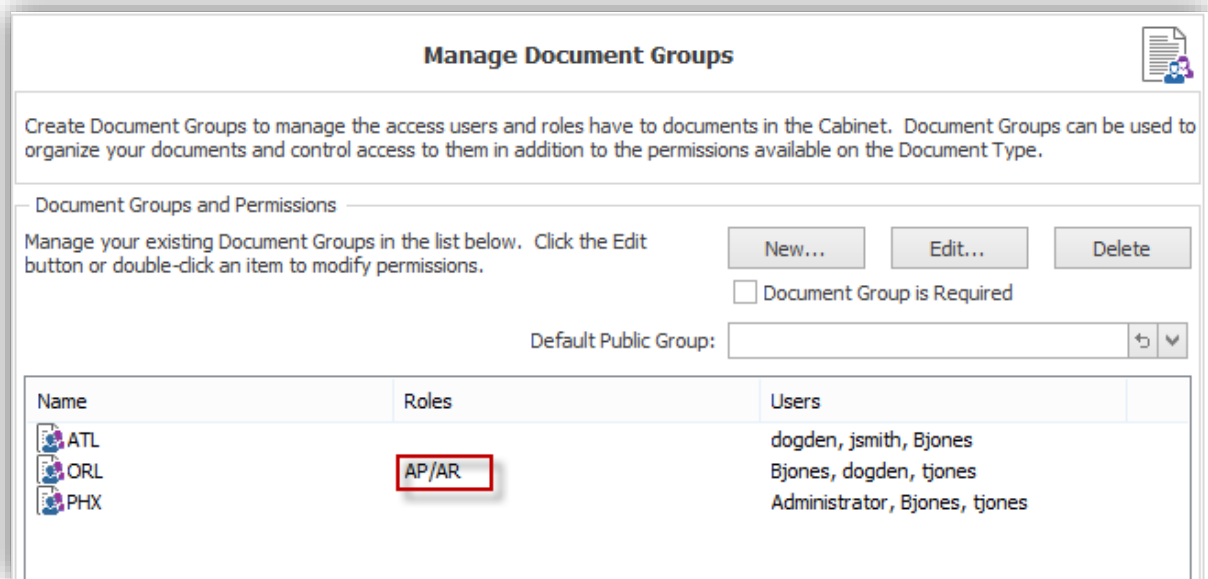 Manage Document Groups
Create Document Groups to manage the access users and roles have to documents in the Cabinet.  Document Groups can be used to
organize your documents and control access to them in addition to the permissions available on the Document Type.
Document Groups and Permissions
Manage your existing Document Groups in the list below.  Click the Edit
button or double-click an item to modify permissions.
New... Edit... Delete
Document Group is Required
Default Public Group:
Name Roles Users
ATL dogden, jsmith, Bjones
ORL AP/AR Bjones, dogden, tjones
PHX Administrator, Bjones, tjones